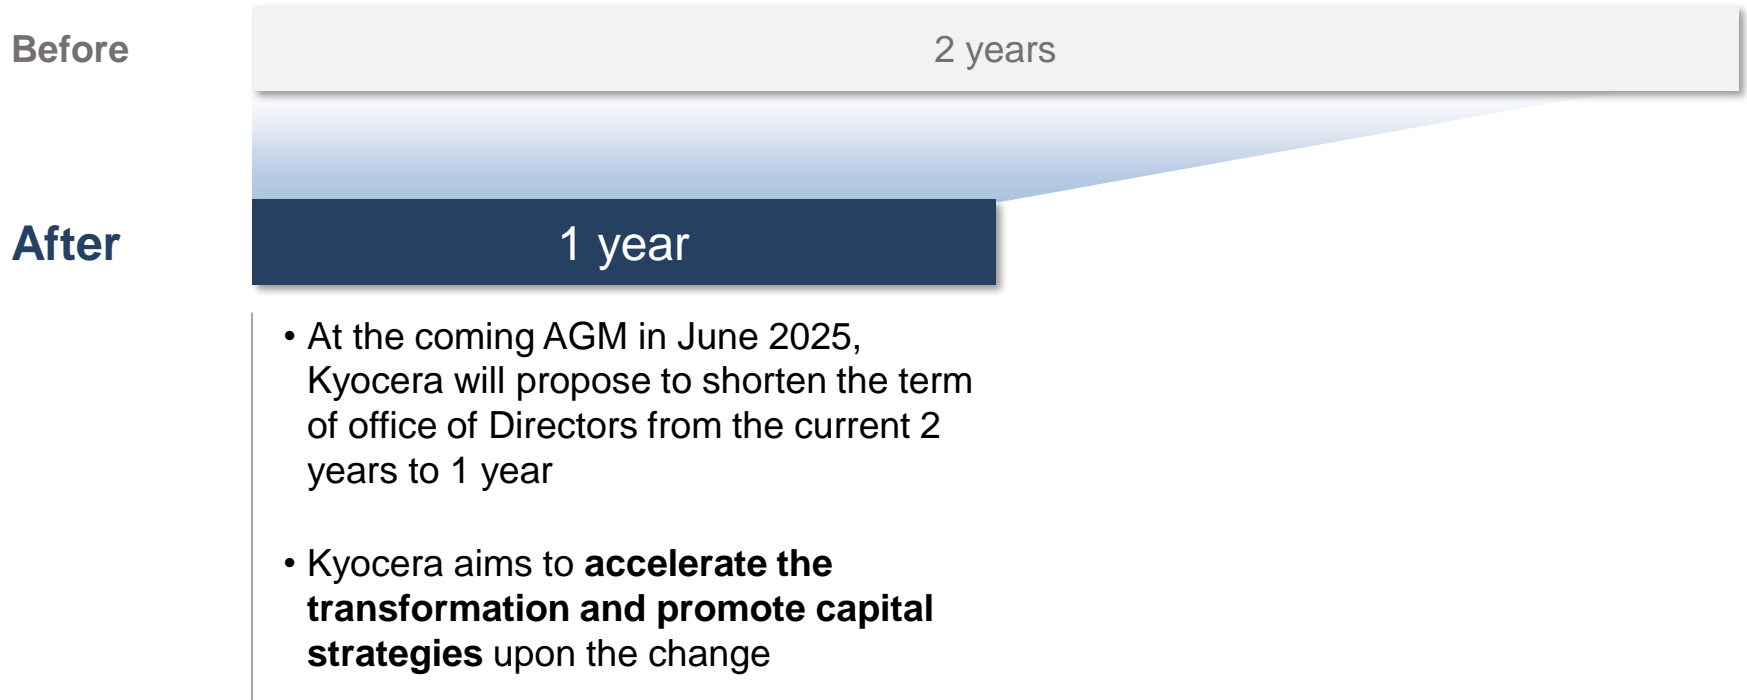 Before
2 years
After
1 year
• At the coming AGM in June 2025,
Kyocera will propose to shorten the term
of office of Directors from the current 2
years to 1 year
• Kyocera aims to accelerate the
transformation and promote capital
strategies upon the change